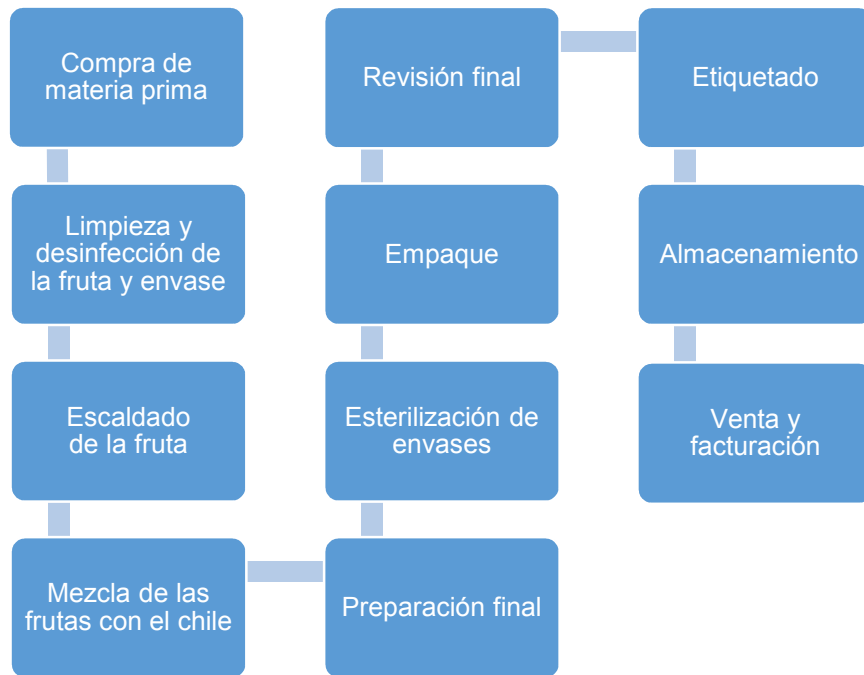 Compra de
materia prima
Limpieza y
desinfección de
la fruta y envase
Escaldado
de la fruta
Mezcla de las
frutas con el chile
Preparación final
Esterilización de
envases
Empaque
Revisión final
Etiquetado
Almacenamiento
Venta y
facturación